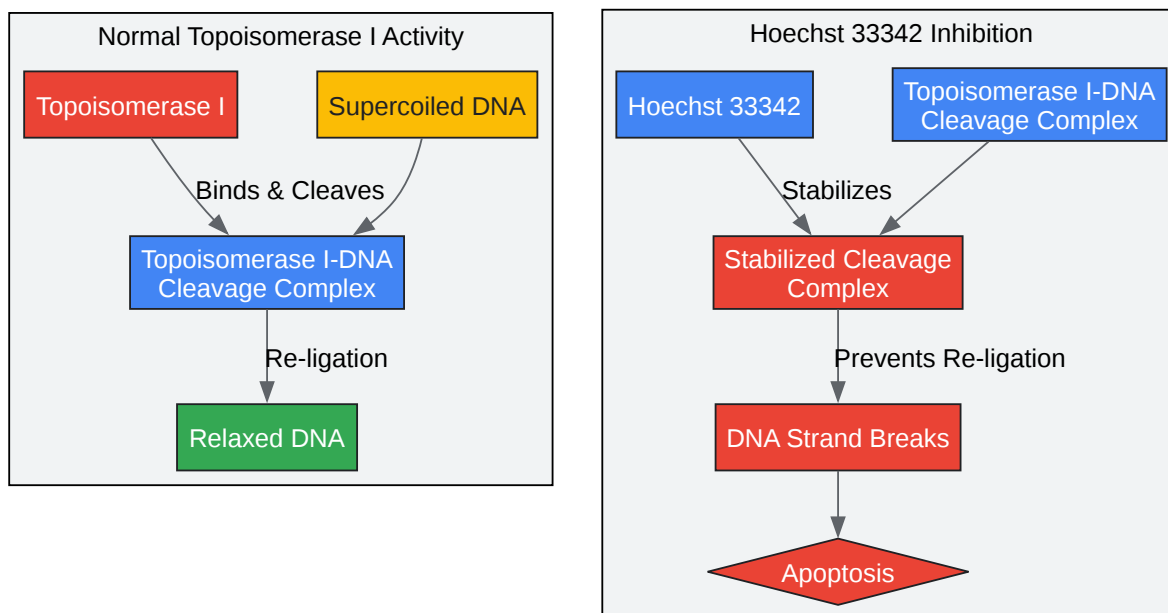 Normal Topoisomerase I Activity
Topoisomerase I
Supercoiled DNA
Binds & Cleaves
Topoisomerase I-DNA
Cleavage Complex
Re-ligation
Relaxed DNA
Hoechst 33342 Inhibition
Hoechst 33342
Topoisomerase I-DNA
Cleavage Complex
Stabilizes
Stabilized Cleavage
Complex
Prevents Re-ligation
DNA Strand Breaks
Apoptosis